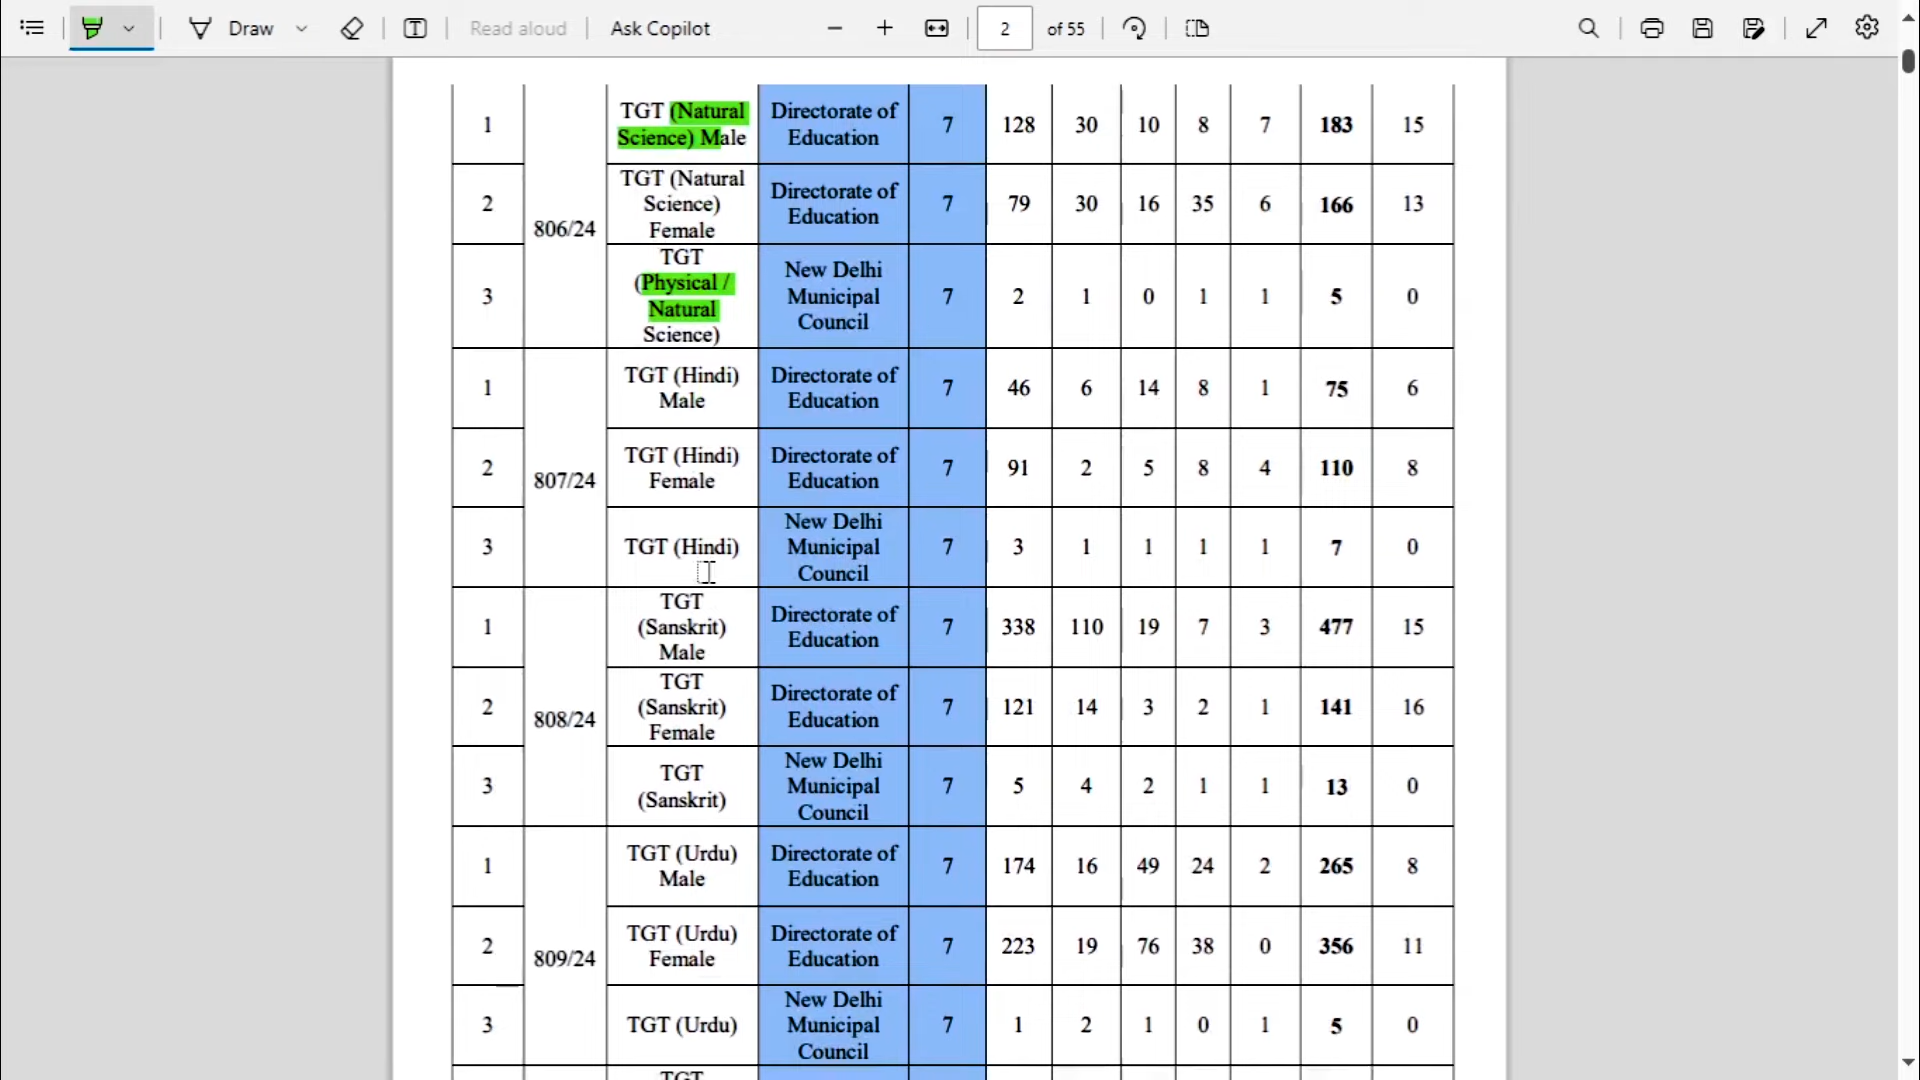 Draw Read aloud Ask Copilot 2 of 55
1 TGT (Natural Science) Male Directorate of Education 7 128 30 10 8 7 183 15
806/24
2 TGT (Natural Science) Female Directorate of Education 7 79 30 16 35 6 166 13
3 TGT (Physical / Natural Science) New Delhi Municipal Council 7 2 1 0 1 1 5 0
807/24
1 TGT (Hindi) Male Directorate of Education 7 46 6 14 8 1 75 6
2 TGT (Hindi) Female Directorate of Education 7 91 2 5 8 4 110 8
3 TGT (Hindi) New Delhi Municipal Council 7 3 1 1 1 1 7 0
808/24
1 TGT (Sanskrit) Male Directorate of Education 7 338 110 19 7 3 477 15
2 TGT (Sanskrit) Female Directorate of Education 7 121 14 3 2 1 141 16
3 TGT (Sanskrit) New Delhi Municipal Council 7 5 4 2 1 1 13 0
809/24
1 TGT (Urdu) Male Directorate of Education 7 174 16 49 24 2 265 8
2 TGT (Urdu) Female Directorate of Education 7 223 19 76 38 0 356 11
3 TGT (Urdu) New Delhi Municipal Council 7 1 2 1 0 1 5 0
TGT